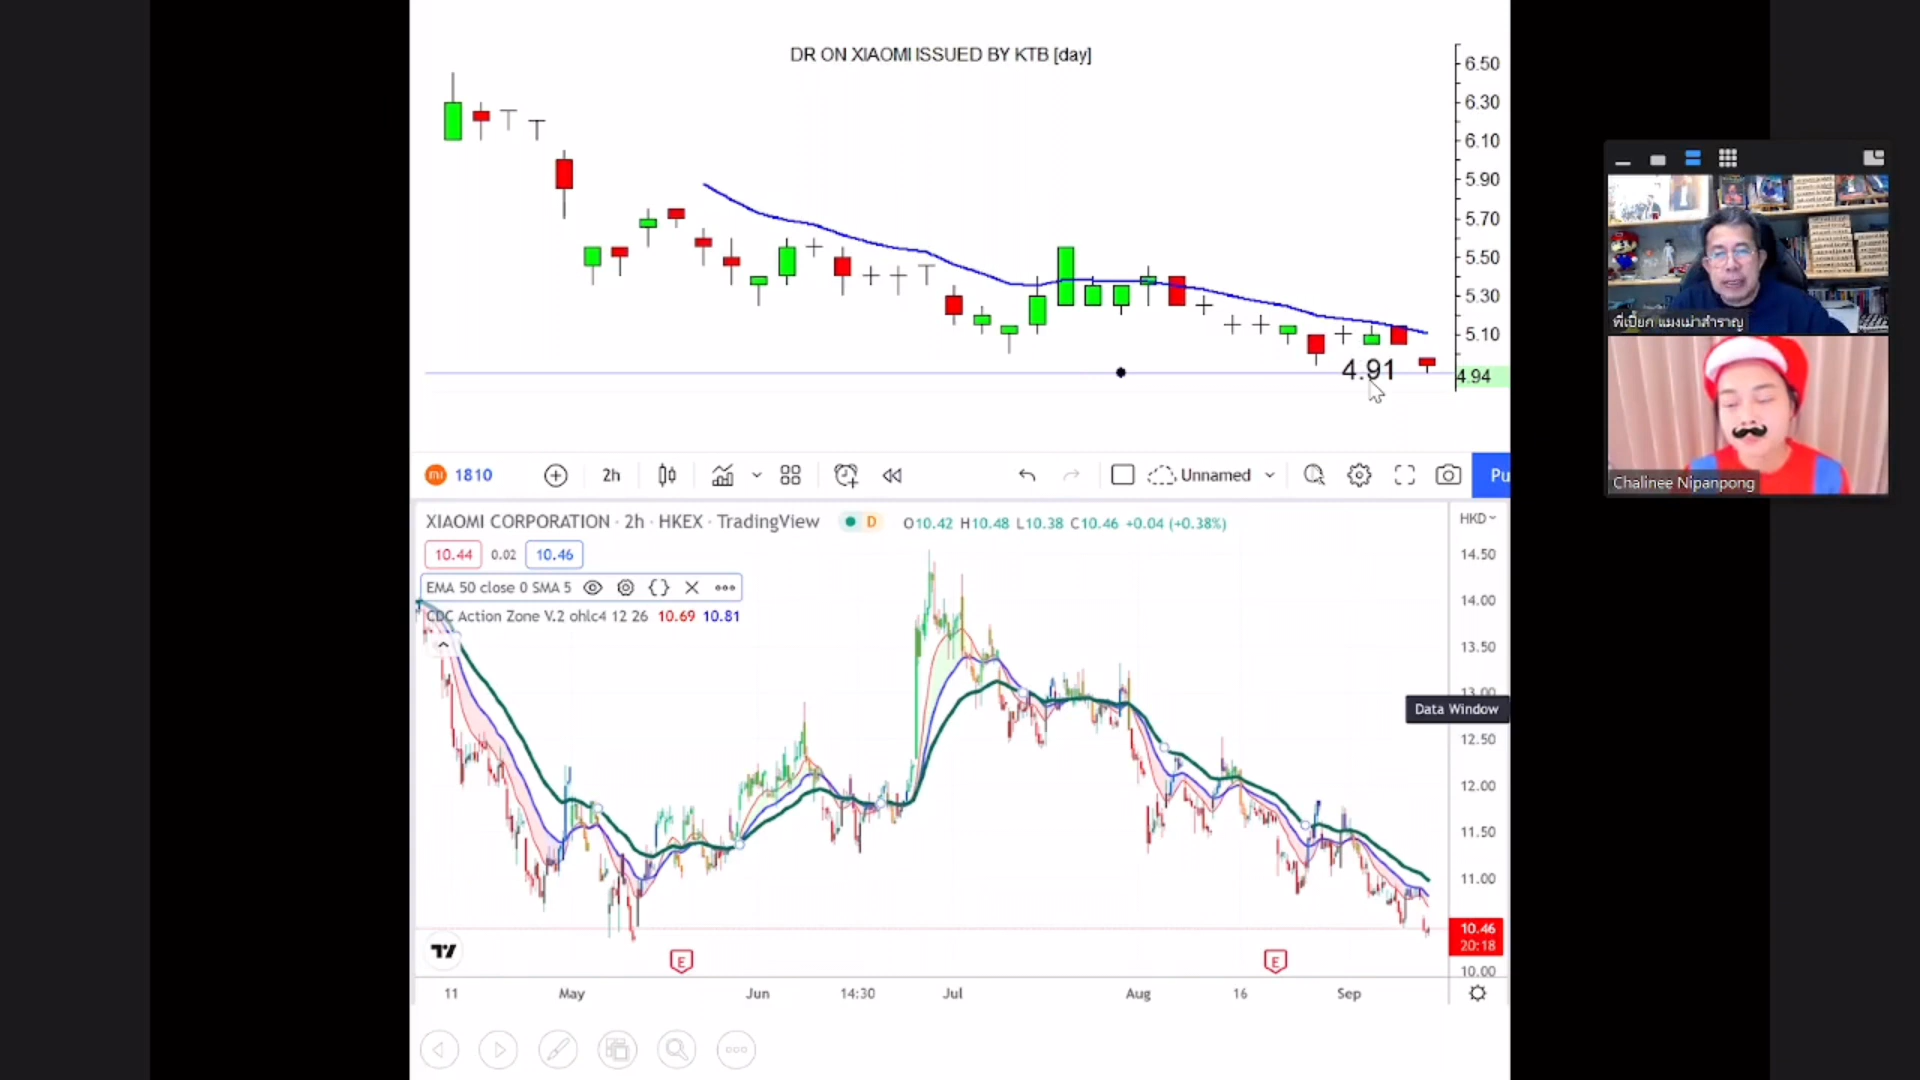 DR ON XIAOMI ISSUED BY KTB [day]
6.50
6.30
6.10
5.90
5.70
5.50
5.30
5.10
4.91
4.94
mi 1810
2h
Unnamed
Pu
XIAOMI CORPORATION · 2h · HKEX · TradingView
D
O10.42 H10.48 L10.38 C10.46 +0.04 (+0.38%)
HKD
10.44 0.02 10.46
EMA 50 close 0 SMA 5
CDC Action Zone V.2 ohlc4 12 26 10.69 10.81
14.50
14.00
13.50
13.00
Data Window
12.50
12.00
11.50
11.00
10.46
20:18
10.00
E
E
11 May Jun 14:30 Jul Aug 16 Sep
พี่เปี๊ยก แมงเม่าสำราญ
Chalinee Nipanpong